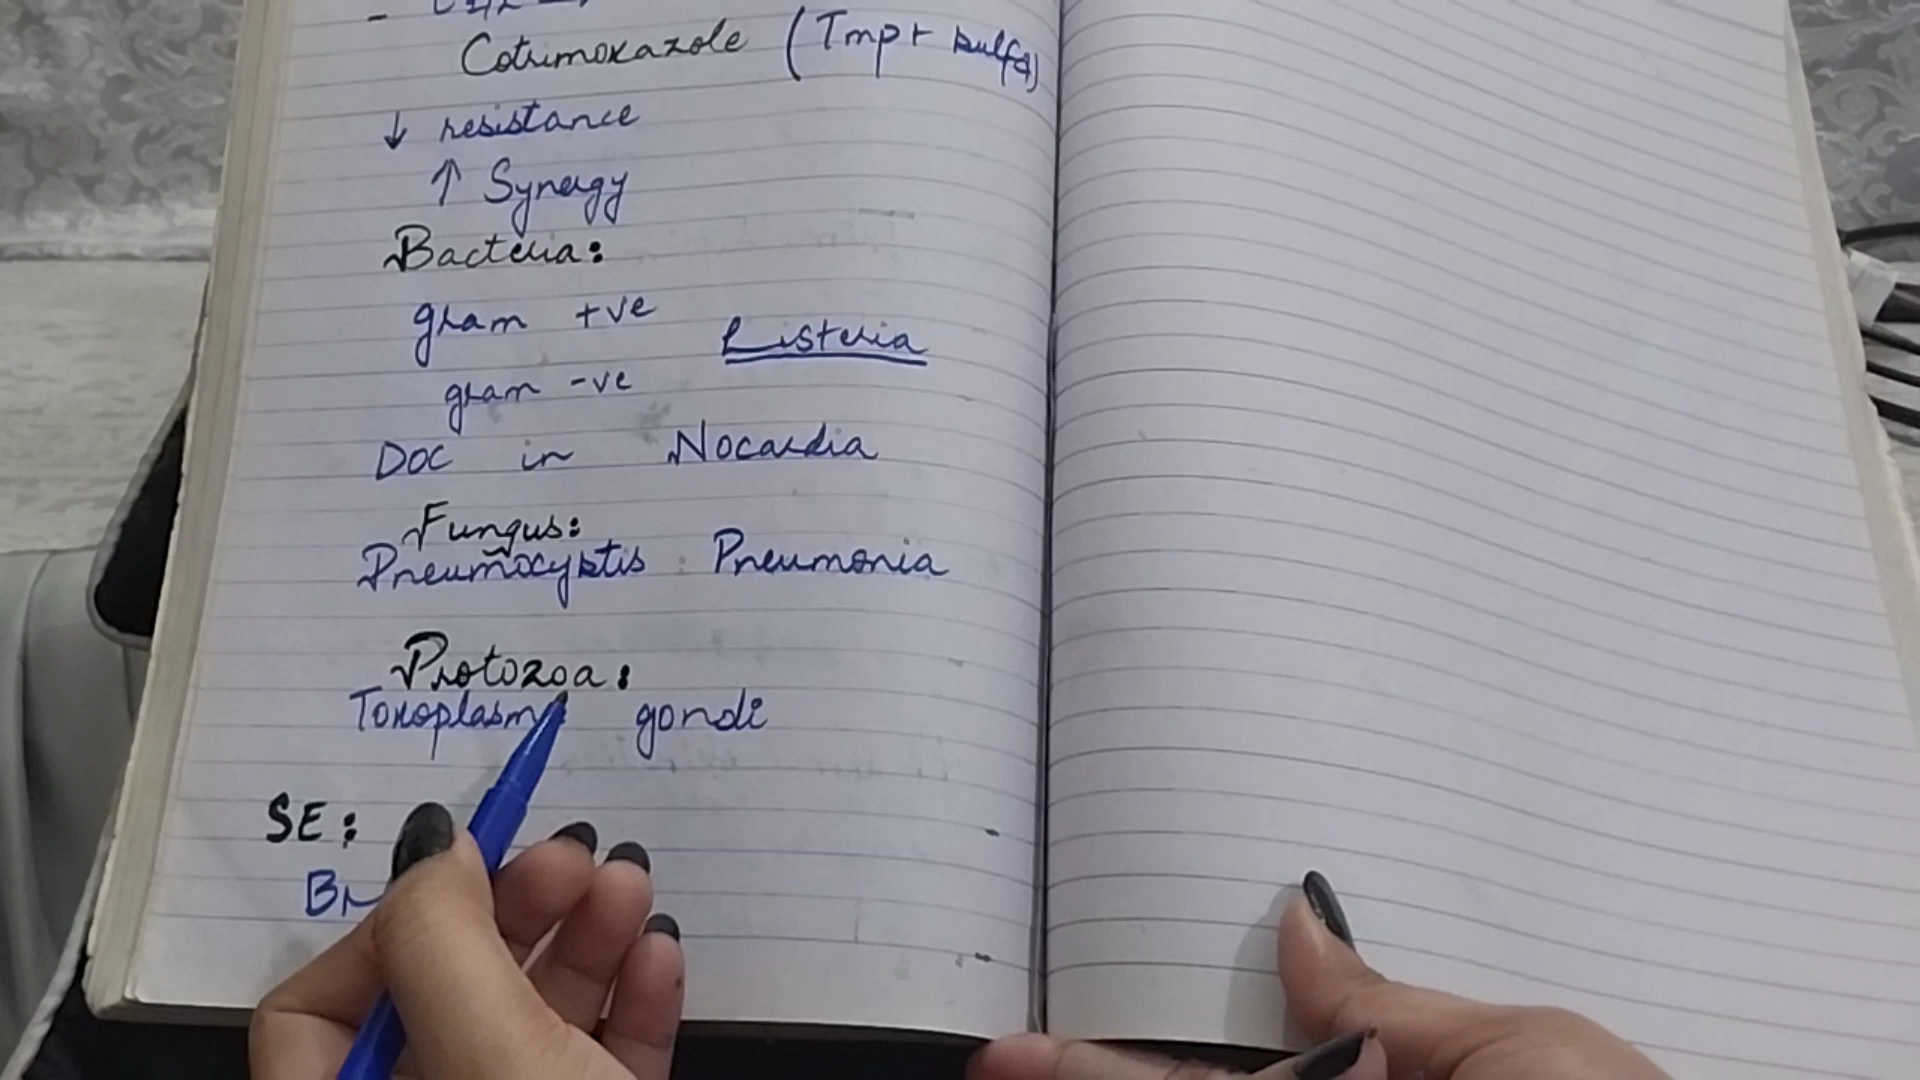 Cotrimoxazole (Tmp + sulfa)
↓ resistance
↑ Synergy
Bacteria:
gram +ve
Listeria
gram -ve
DOC in Nocardia
Fungus:
Pneumocystis Pneumonia
Protozoa:
Toxoplasma gondi
SE: